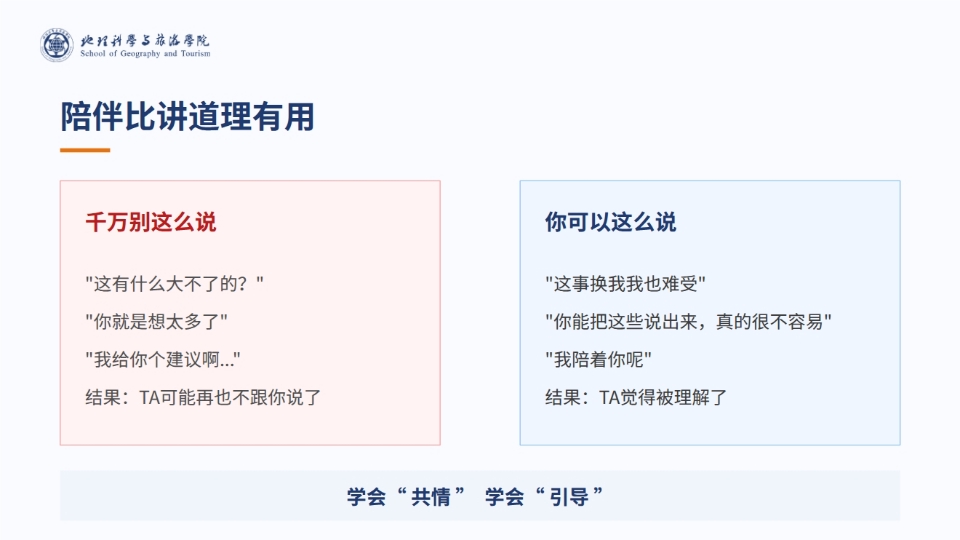 地理科学与旅游学院
School of Geography and Tourism
陪伴比讲道理有用
千万别这么说
"这有什么大不了的？"
"你就是想太多了"
"我给你个建议啊..."
结果：TA可能再也不跟你说了
你可以这么说
"这事换我我也难受"
"你能把这些说出来，真的很不容易"
"我陪着你呢"
结果：TA觉得被理解了
学会“共情” 学会“引导”